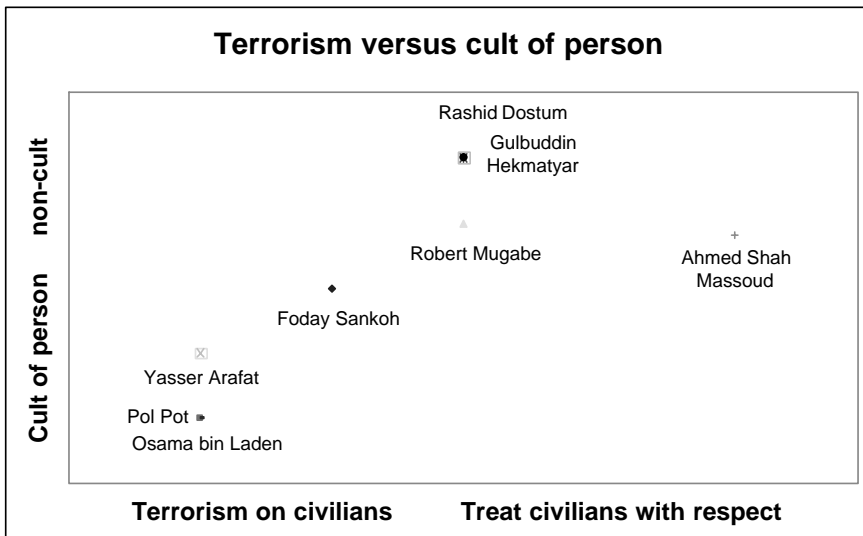 Terrorism versus cult of person
Rashid Dostum
Gulbuddin
Hekmatyar
Robert Mugabe
Ahmed Shah
Massoud
Foday Sankoh
Yasser Arafat
Pol Pot
Osama bin Laden
Cult of person non-cult
Terrorism on civilians Treat civilians with respect